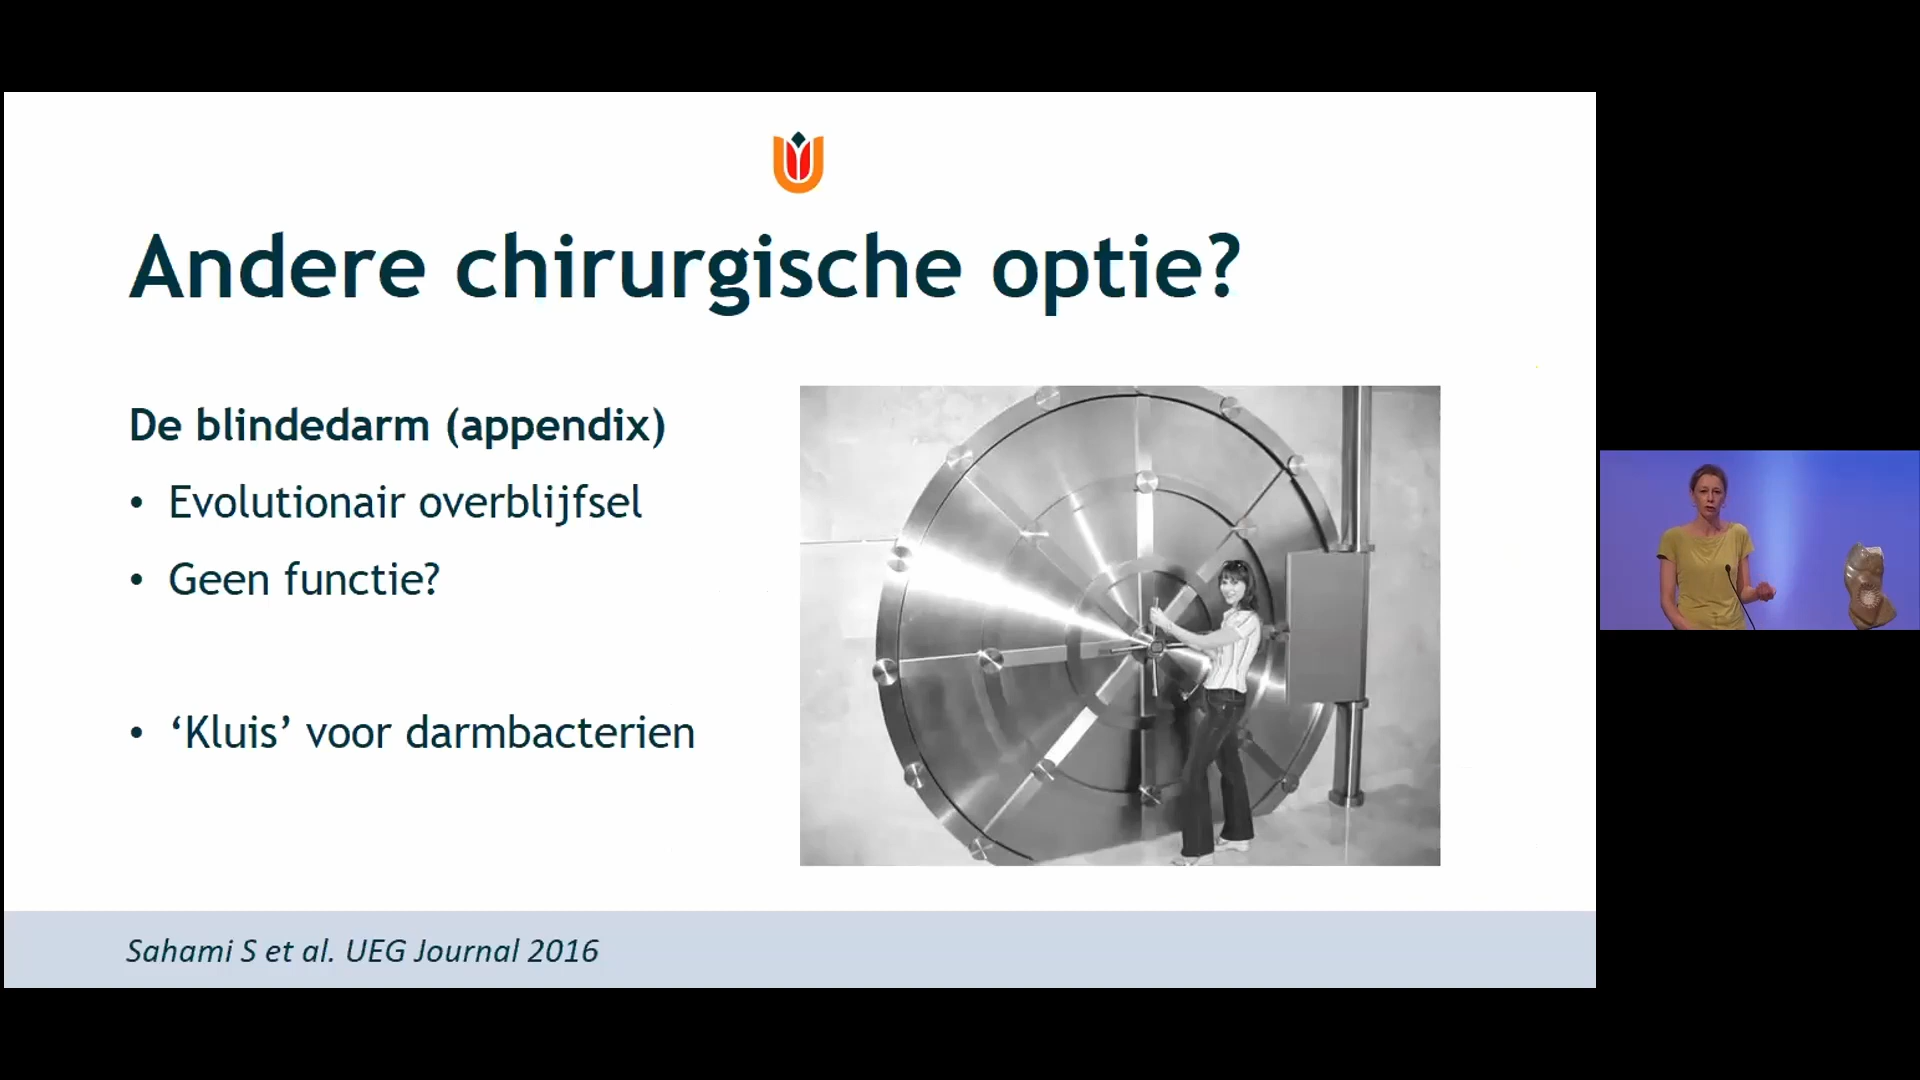 Andere chirurgische optie?
De blindedarm (appendix)
• Evolutionair overblijfsel
• Geen functie?
• ‘Kluis’ voor darmbacterien
Sahami S et al. UEG Journal 2016